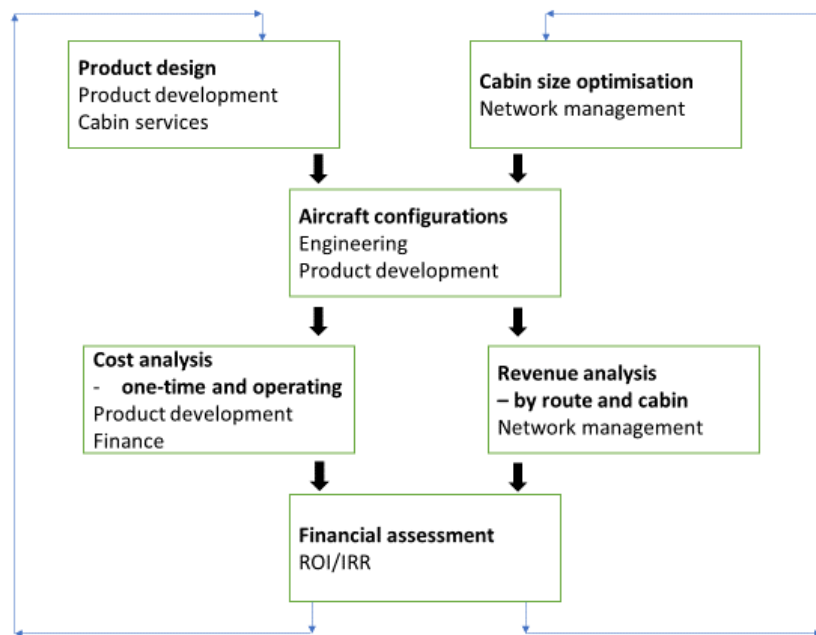 Product design
Product development
Cabin services
Cabin size optimisation
Network management
Aircraft configurations
Engineering
Product development
Cost analysis
- one-time and operating
Product development
Finance
Revenue analysis
– by route and cabin
Network management
Financial assessment
ROI/IRR